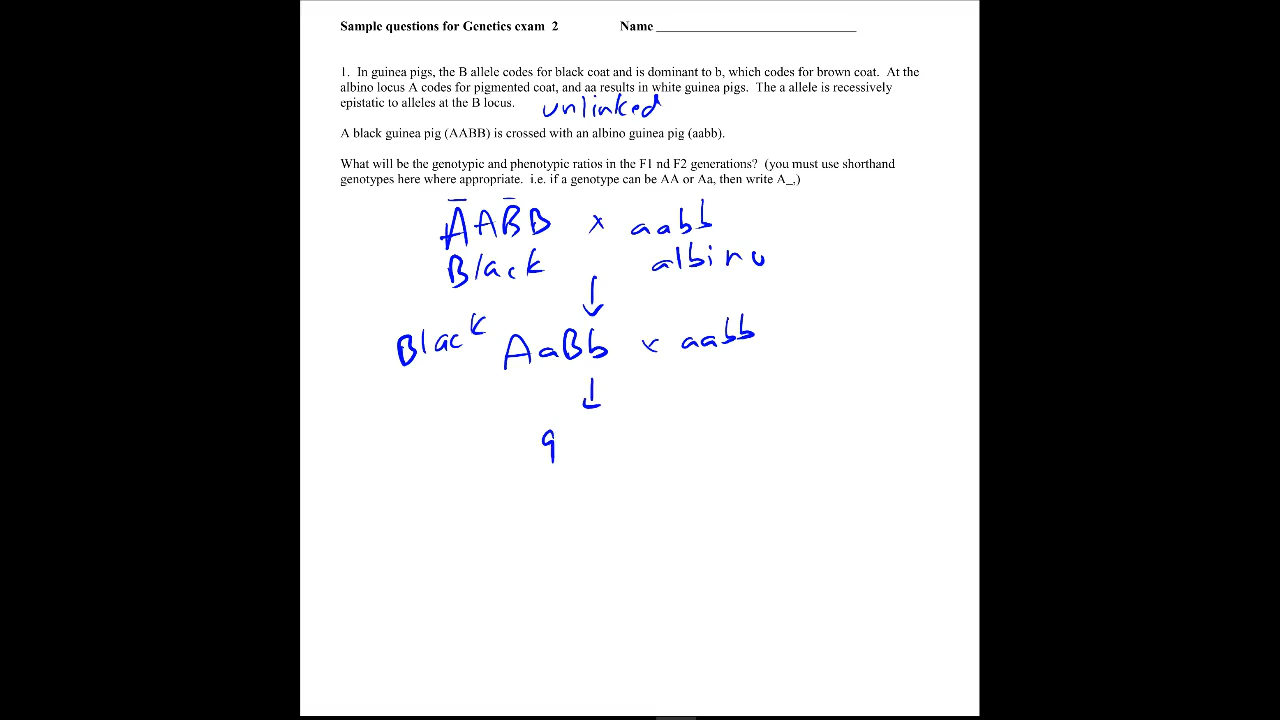 Sample questions for Genetics exam 2 Name ______________________________
1. In guinea pigs, the B allele codes for black coat and is dominant to b, which codes for brown coat. At the
albino locus A codes for pigmented coat, and aa results in white guinea pigs. The a allele is recessively
epistatic to alleles at the B locus.
unlinked
A black guinea pig (AABB) is crossed with an albino guinea pig (aabb).
What will be the genotypic and phenotypic ratios in the F1 nd F2 generations? (you must use shorthand
genotypes here where appropriate. i.e. if a genotype can be AA or Aa, then write A_,)
AABB x aabb
Black albino
Black AaBb x aabb
9